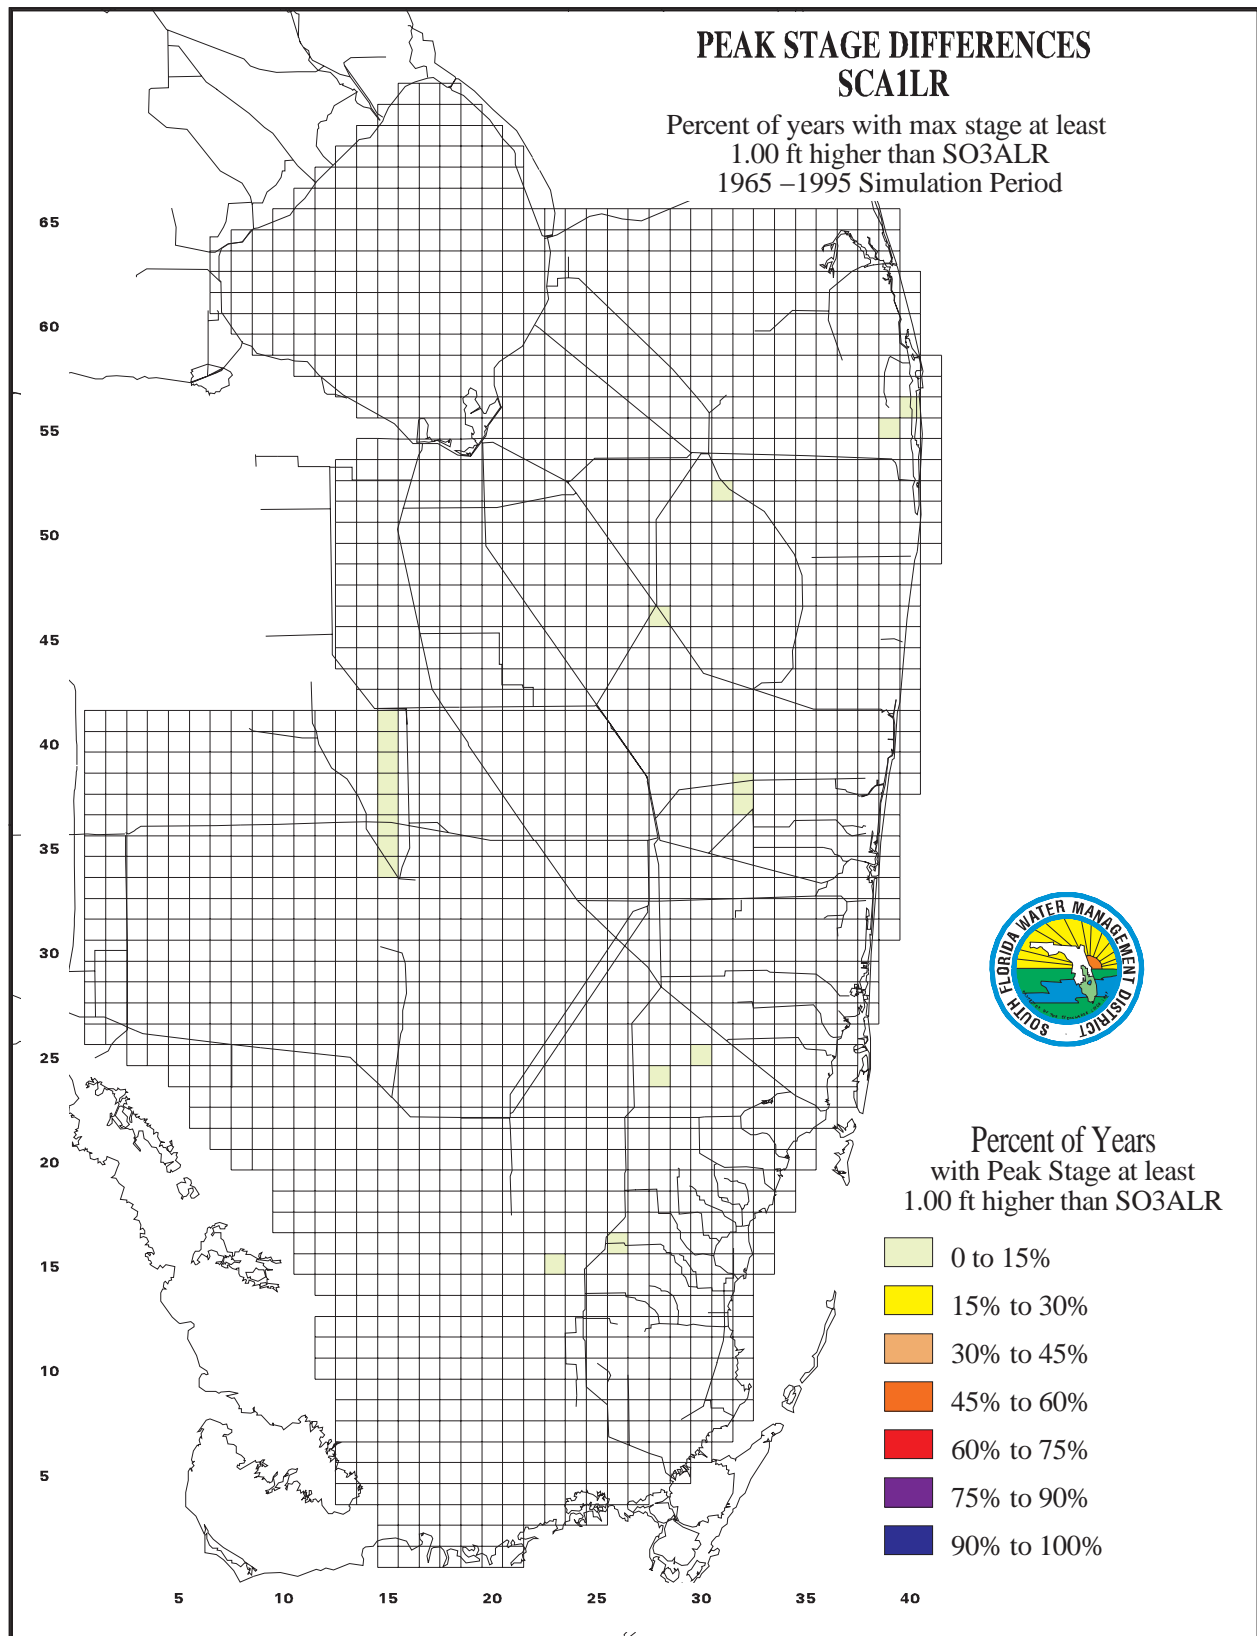 PEAK STAGE DIFFERENCES
SCA1LR
Percent of years with max stage at least
1.00 ft higher than SO3ALR
1965 –1995 Simulation Period
65
60
55
50
45
40
35
30
25
20
15
10
5
SOUTH FLORIDA WATER MANAGEMENT DISTRICT
Percent of Years
with Peak Stage at least
1.00 ft higher than SO3ALR
0 to 15%
15% to 30%
30% to 45%
45% to 60%
60% to 75%
75% to 90%
90% to 100%
5 10 15 20 25 30 35 40